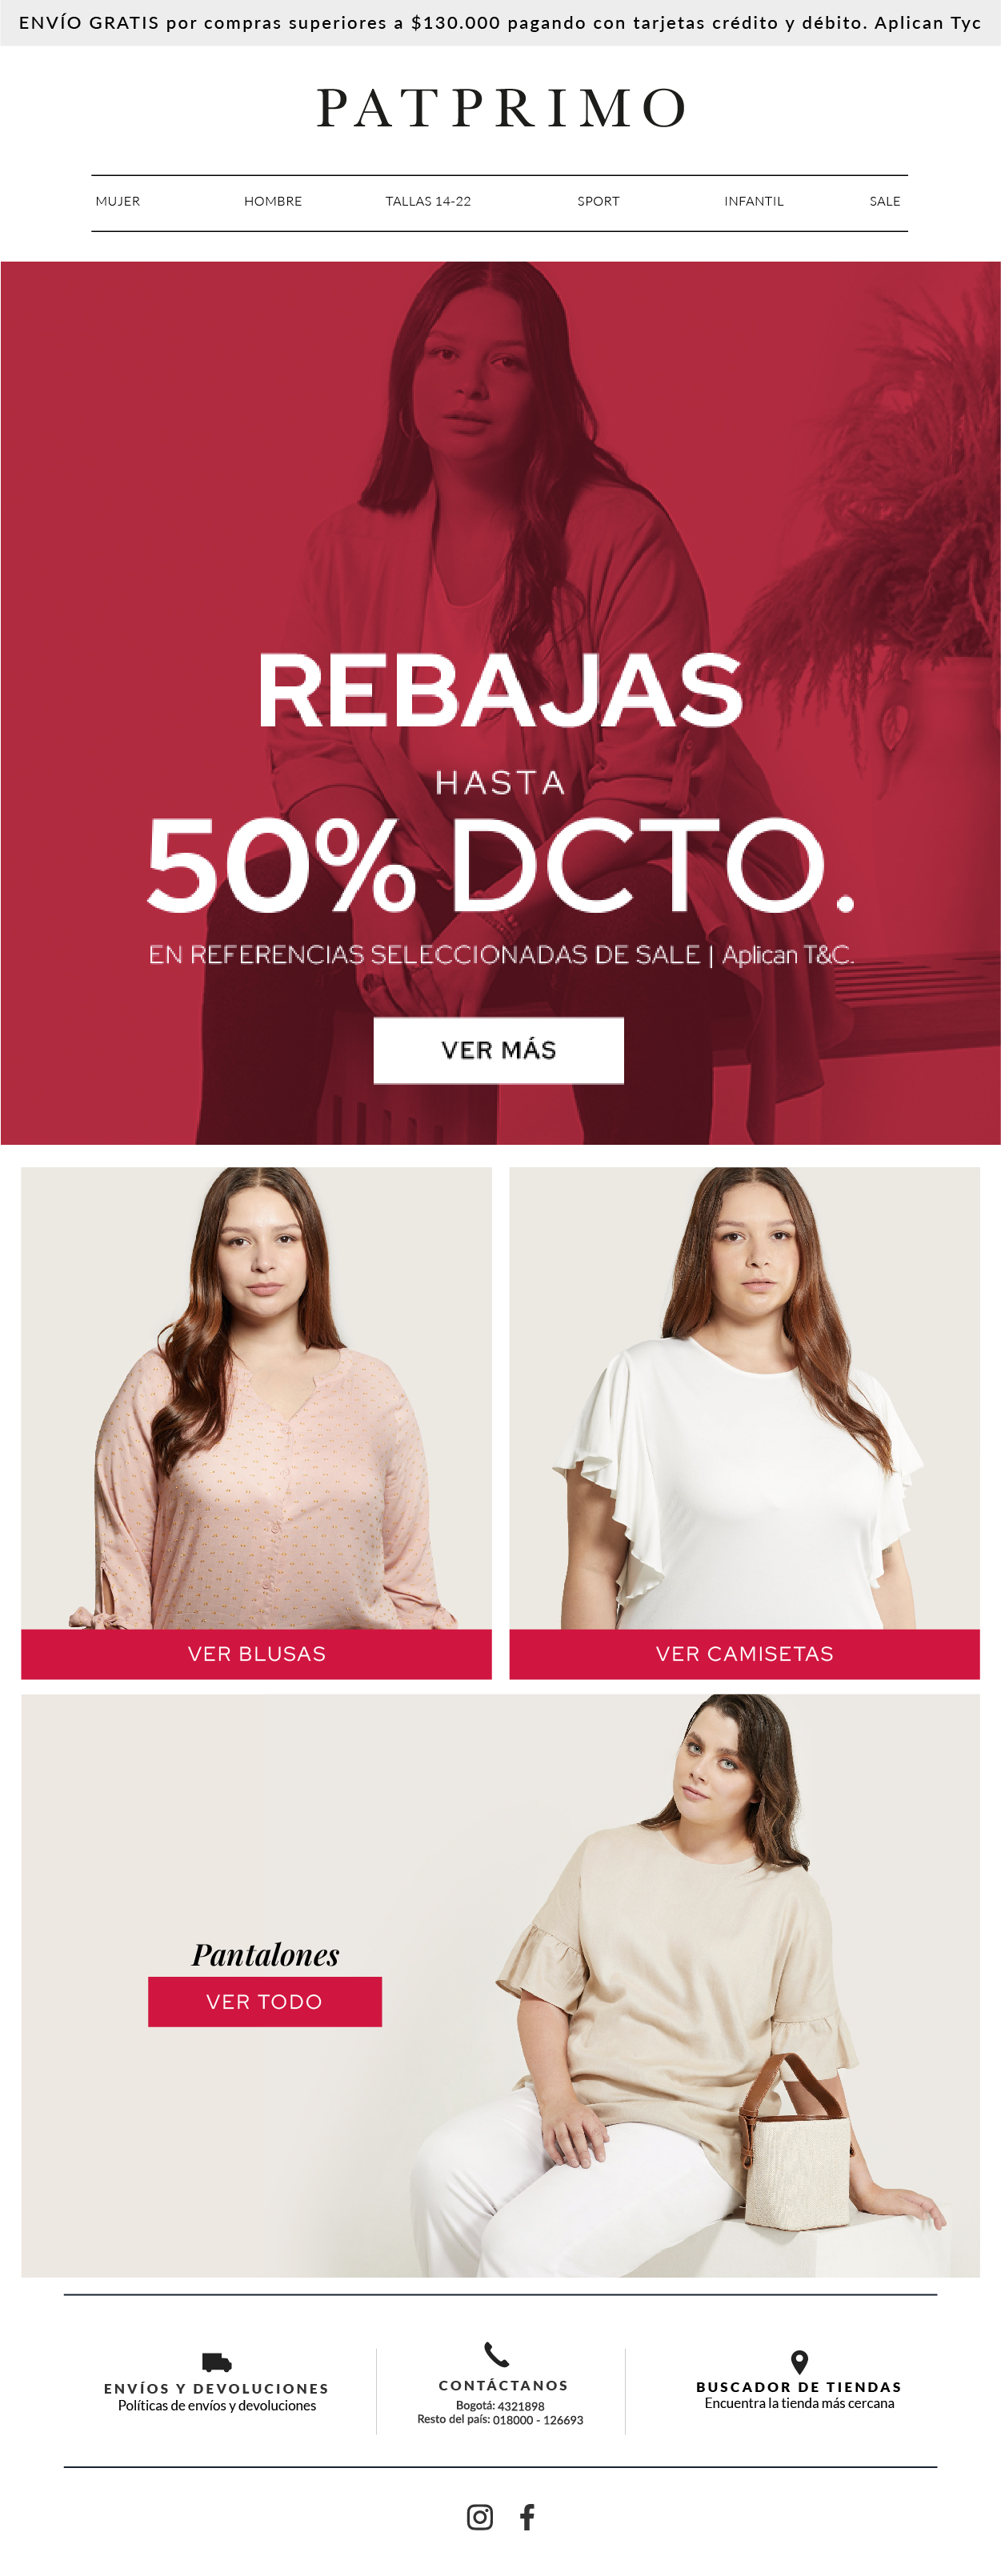 ENVÍO GRATIS por compras superiores a $130.000 pagando con tarjetas crédito y débito. Aplican Tyc
PATPRIMO
MUJER HOMBRE TALLAS 14-22 SPORT INFANTIL SALE
REBAJAS
HASTA
50% DCTO.
EN REFERENCIAS SELECCIONADAS DE SALE | Aplican T&C.
VER MÁS
VER BLUSAS
VER CAMISETAS
Pantalones
VER TODO
ENVÍOS Y DEVOLUCIONES
Políticas de envíos y devoluciones
CONTÁCTANOS
Bogotá: 4321898
Resto del país: 018000 - 126693
BUSCADOR DE TIENDAS
Encuentra la tienda más cercana